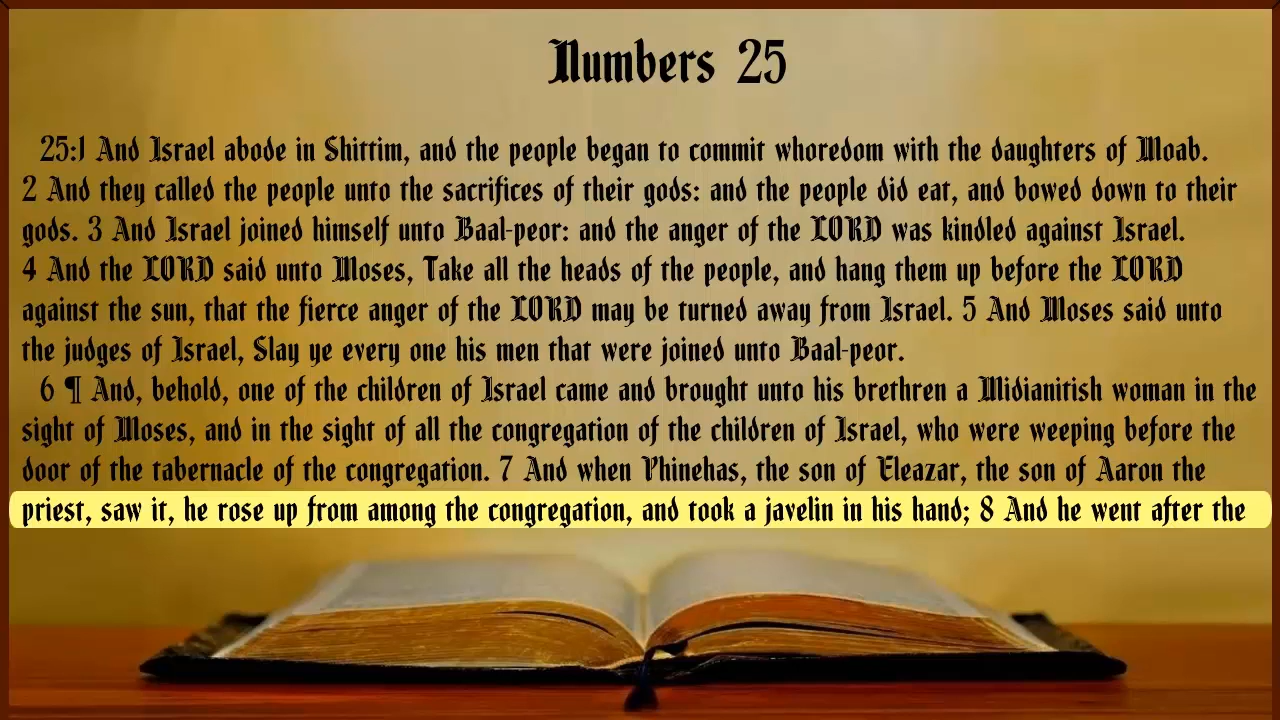 Numbers 25
25:1 And Israel abode in Shittim, and the people began to commit whoredom with the daughters of Moab.
2 And they called the people unto the sacrifices of their gods: and the people did eat, and bowed down to their
gods. 3 And Israel joined himself unto Baal-peor: and the anger of the LORD was kindled against Israel.
4 And the LORD said unto Moses, Take all the heads of the people, and hang them up before the LORD
against the sun, that the fierce anger of the LORD may be turned away from Israel. 5 And Moses said unto
the judges of Israel, Slay ye every one his men that were joined unto Baal-peor.
6 ¶ And, behold, one of the children of Israel came and brought unto his brethren a Midianitish woman in the
sight of Moses, and in the sight of all the congregation of the children of Israel, who were weeping before the
door of the tabernacle of the congregation. 7 And when Phinehas, the son of Eleazar, the son of Aaron the
priest, saw it, he rose up from among the congregation, and took a javelin in his hand; 8 And he went after the